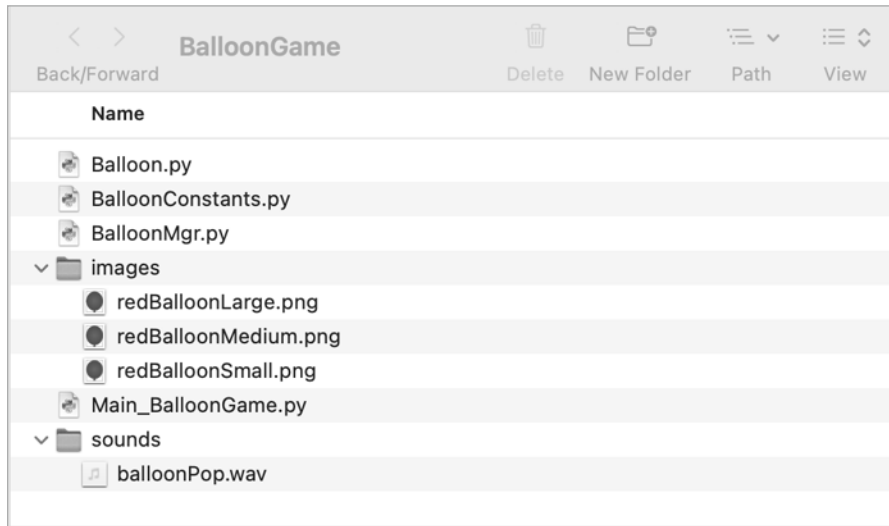 BalloonGame
Back/Forward
Delete
New Folder
Path
View
Name
Balloon.py
BalloonConstants.py
BalloonMgr.py
images
redBalloonLarge.png
redBalloonMedium.png
redBalloonSmall.png
Main_BalloonGame.py
sounds
balloonPop.wav